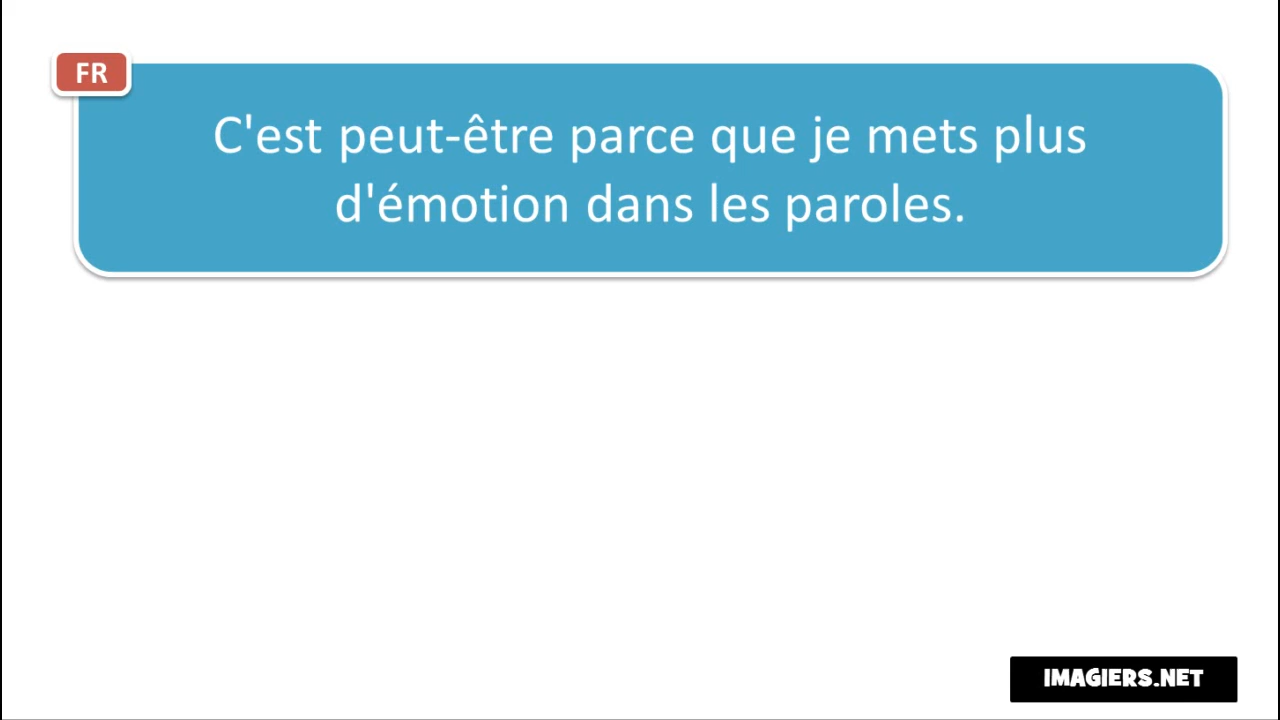 FR
C'est peut-être parce que je mets plus
d'émotion dans les paroles.
IMAGIERS.NET